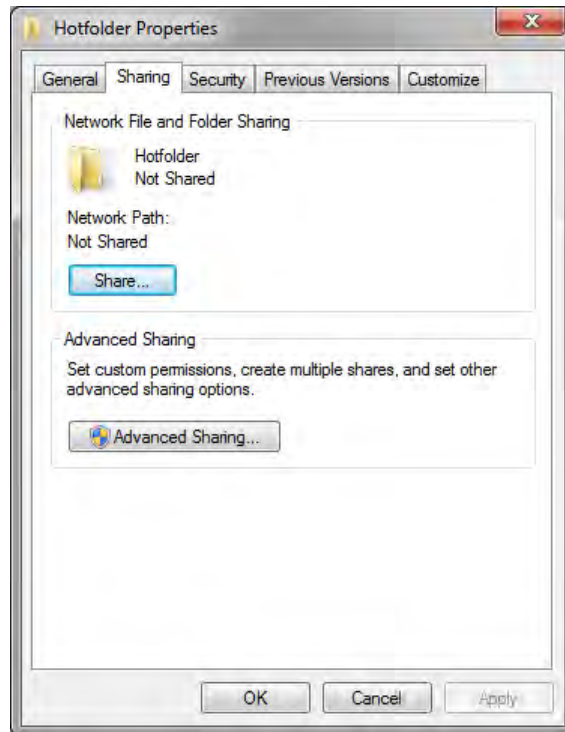 Hotfolder Properties
General Sharing Security Previous Versions Customize
Network File and Folder Sharing
Hotfolder
Not Shared
Network Path:
Not Shared
Share...
Advanced Sharing
Set custom permissions, create multiple shares, and set other
advanced sharing options.
Advanced Sharing...
OK Cancel Apply